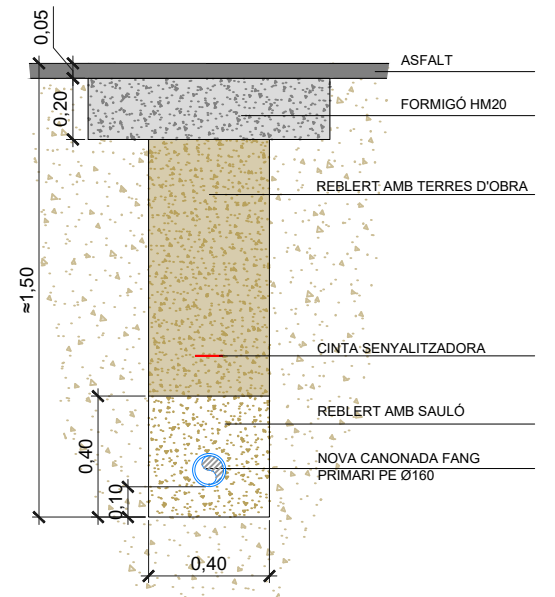 0,05
ASFALT
0,20
FORMIGÓ HM20
REBLERT AMB TERRES D'OBRA
≈1,50
CINTA SENYALITZADORA
REBLERT AMB SAULÓ
0,40
NOVA CANONADA FANG
PRIMARI PE Ø160
0,10
0,40